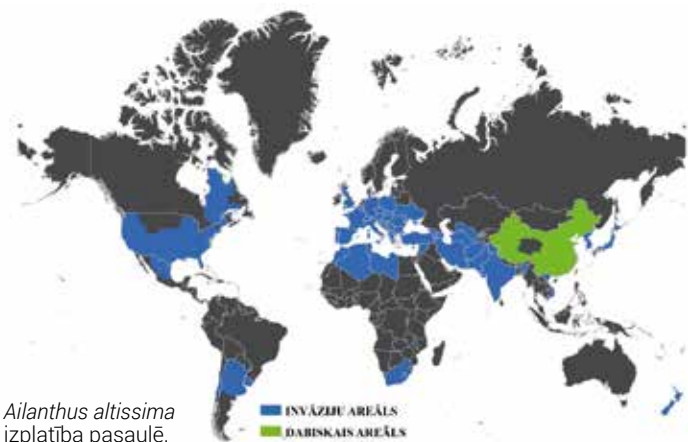 Ailanthus altissima
izplatība pasaulē.
INVĀZIJU AREĀLS
DABISKAIS AREĀLS